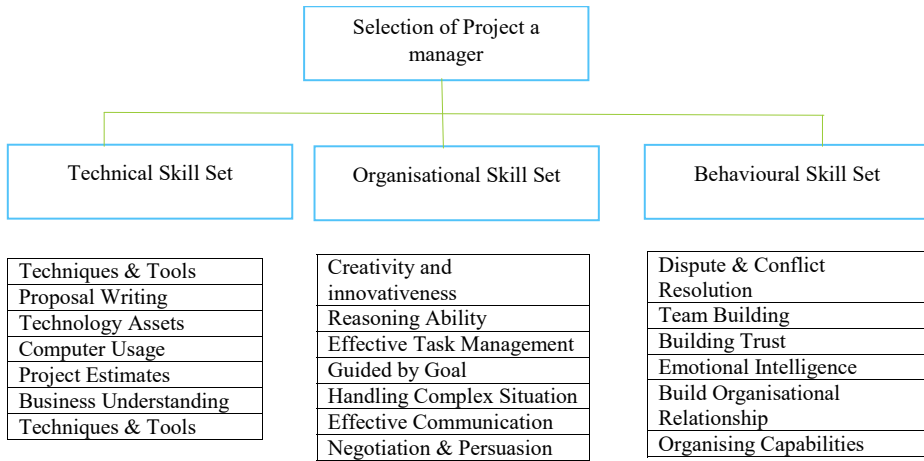 Selection of Project a
manager
Technical Skill Set
Organisational Skill Set
Behavioural Skill Set
Techniques & Tools
Proposal Writing
Technology Assets
Computer Usage
Project Estimates
Business Understanding
Techniques & Tools
Creativity and
innovativeness
Reasoning Ability
Effective Task Management
Guided by Goal
Handling Complex Situation
Effective Communication
Negotiation & Persuasion
Dispute & Conflict
Resolution
Team Building
Building Trust
Emotional Intelligence
Build Organisational
Relationship
Organising Capabilities